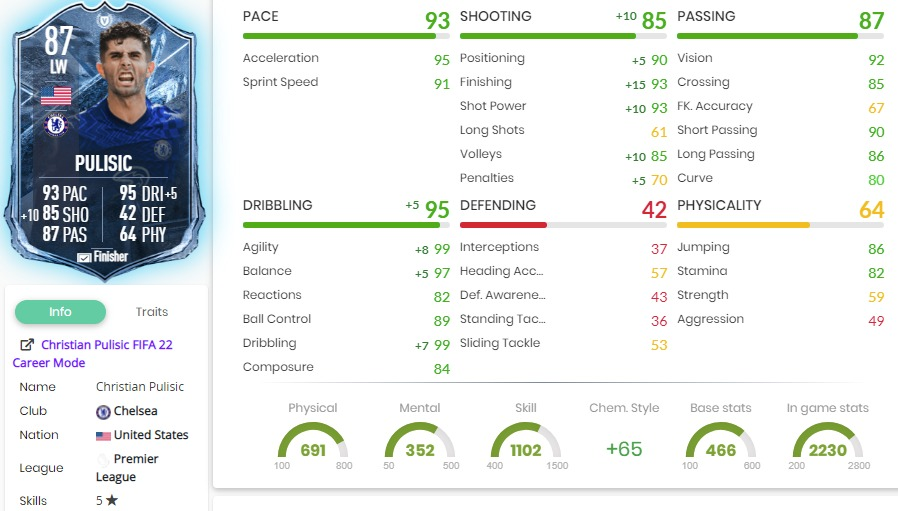 87
LW
PULISIC
93 PAC 95 DRI+5
+10 85 SHO 42 DEF
87 PAS 64 PHY
Finisher
Info Traits
Christian Pulisic FIFA 22
Career Mode
Name Christian Pulisic
Club Chelsea
Nation United States
League Premier
League
Skills 5 ★
PACE 93
Acceleration 95
Sprint Speed 91
SHOOTING +10 85
Positioning +5 90
Finishing +15 93
Shot Power +10 93
Long Shots 61
Volleys +10 85
Penalties +5 70
PASSING 87
Vision 92
Crossing 85
FK. Accuracy 67
Short Passing 90
Long Passing 86
Curve 80
DRIBBLING +5 95
Agility +8 99
Balance +5 97
Reactions 82
Ball Control 89
Dribbling +7 99
Composure 84
DEFENDING 42
Interceptions 37
Heading Acc... 57
Def. Awarene... 43
Standing Tac... 36
Sliding Tackle 53
PHYSICALITY 64
Jumping 86
Stamina 82
Strength 59
Aggression 49
Physical
691
100 800
Mental
352
50 500
Skill
1102
400 1500
Chem. Style
+65
Base stats
466
100 600
In game stats
2230
200 2800